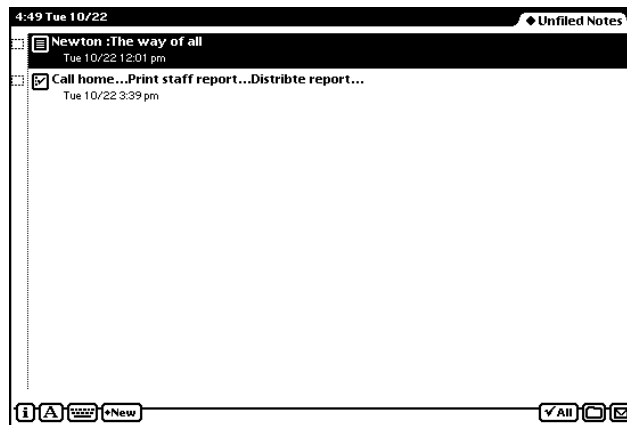 4:49 Tue 10/22
◆ Unfiled Notes
Newton :The way of all
Tue 10/22 12:01 pm
Call home...Print staff report...Distribte report...
Tue 10/22 3:39 pm
i A •New ✓All